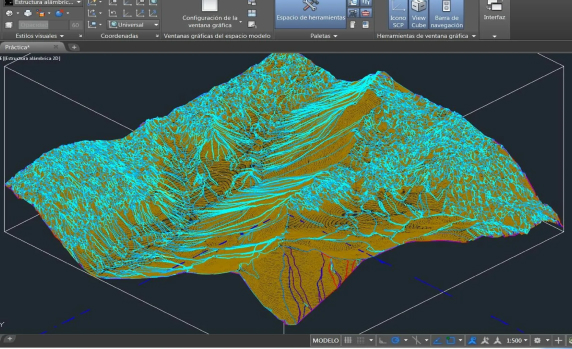 Estructura alámbric...
Universal
Configuración de la
ventana gráfica
Espacio de herramientas
Icono
SCP
View
Cube
Barra de
navegación
Interfaz
Estilos visuales
Coordenadas
Ventanas gráficas del espacio modelo
Paletas
Herramientas de ventana gráfica
Práctica*
[Estructura alámbrica 2D]
Y
MODELO
1:500